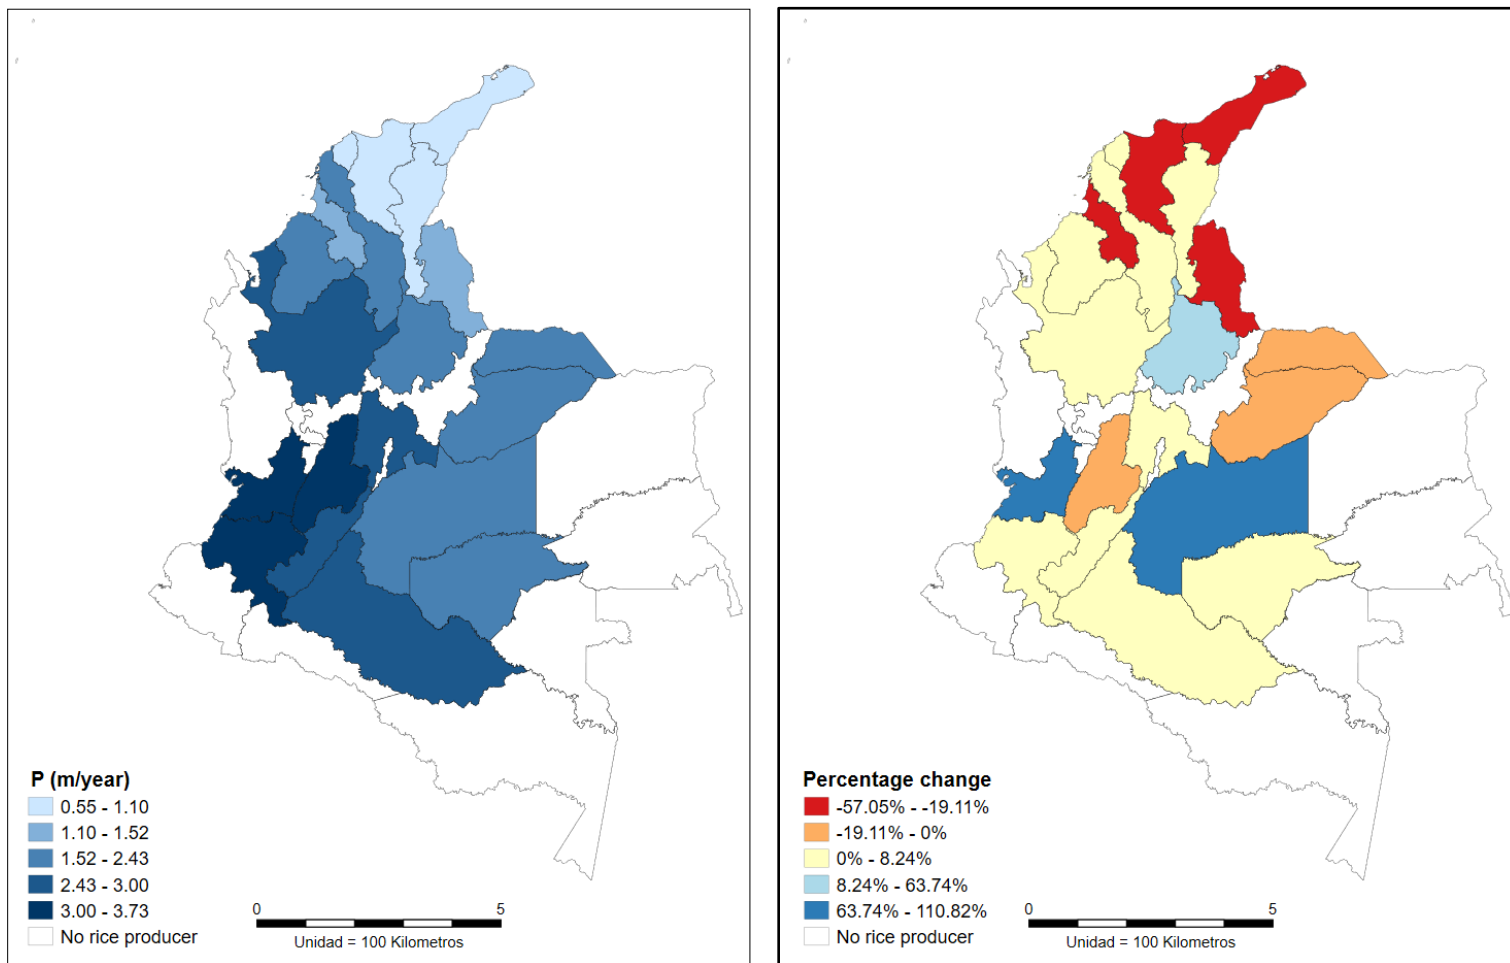 P (m/year)
0.55 - 1.10
1.10 - 1.52
1.52 - 2.43
2.43 - 3.00
3.00 - 3.73
No rice producer
0 5
Unidad = 100 Kilometros
Percentage change
-57.05% - -19.11%
-19.11% - 0%
0% - 8.24%
8.24% - 63.74%
63.74% - 110.82%
No rice producer
0 5
Unidad = 100 Kilometros